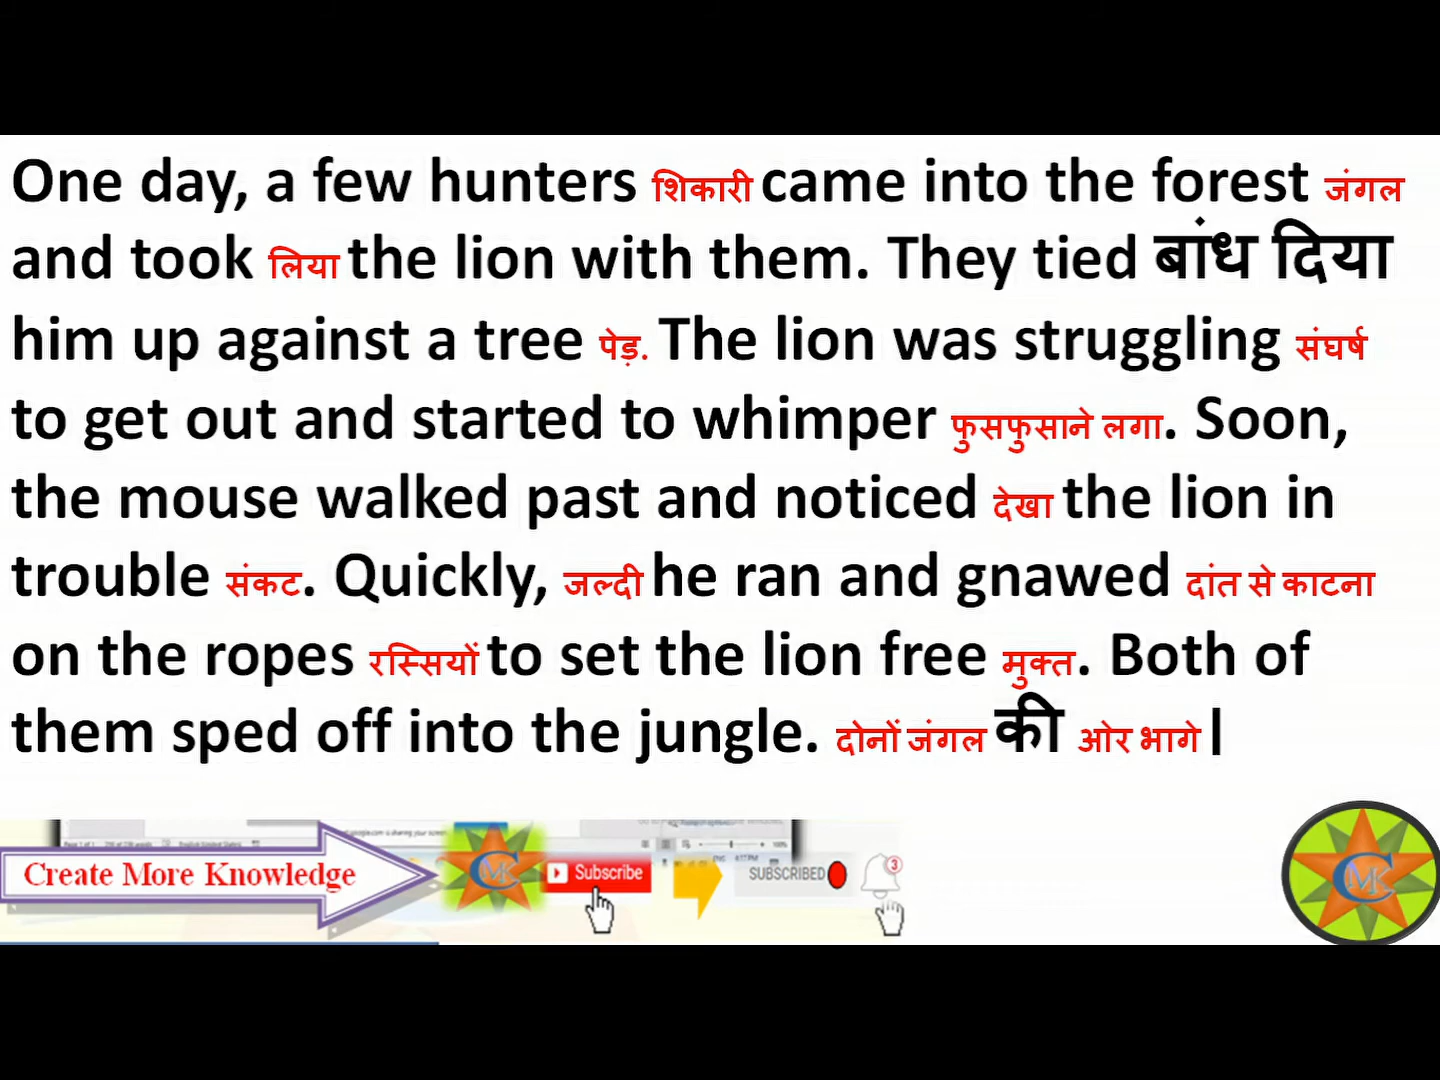 One day, a few hunters शिकारी came into the forest जंगल
and took लिया the lion with them. They tied बांध दिया
him up against a tree पेड़. The lion was struggling संघर्ष
to get out and started to whimper फुसफुसाने लगा. Soon,
the mouse walked past and noticed देखा the lion in
trouble संकट. Quickly, जल्दी he ran and gnawed दांत से काटना
on the ropes रस्सियों to set the lion free मुक्त. Both of
them sped off into the jungle. दोनों जंगल की ओर भागे |
Create More Knowledge
CMK
Subscribe
SUBSCRIBED
3
CMK